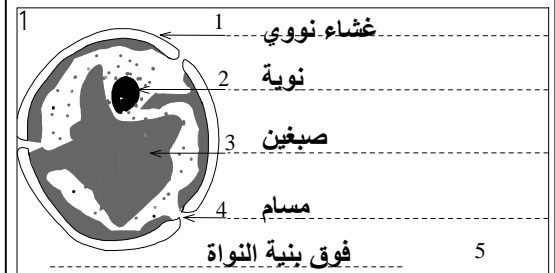 1
1 غشاء نووي
2 نوية
3 صبغين
4 مسام
5 فوق بنية النواة